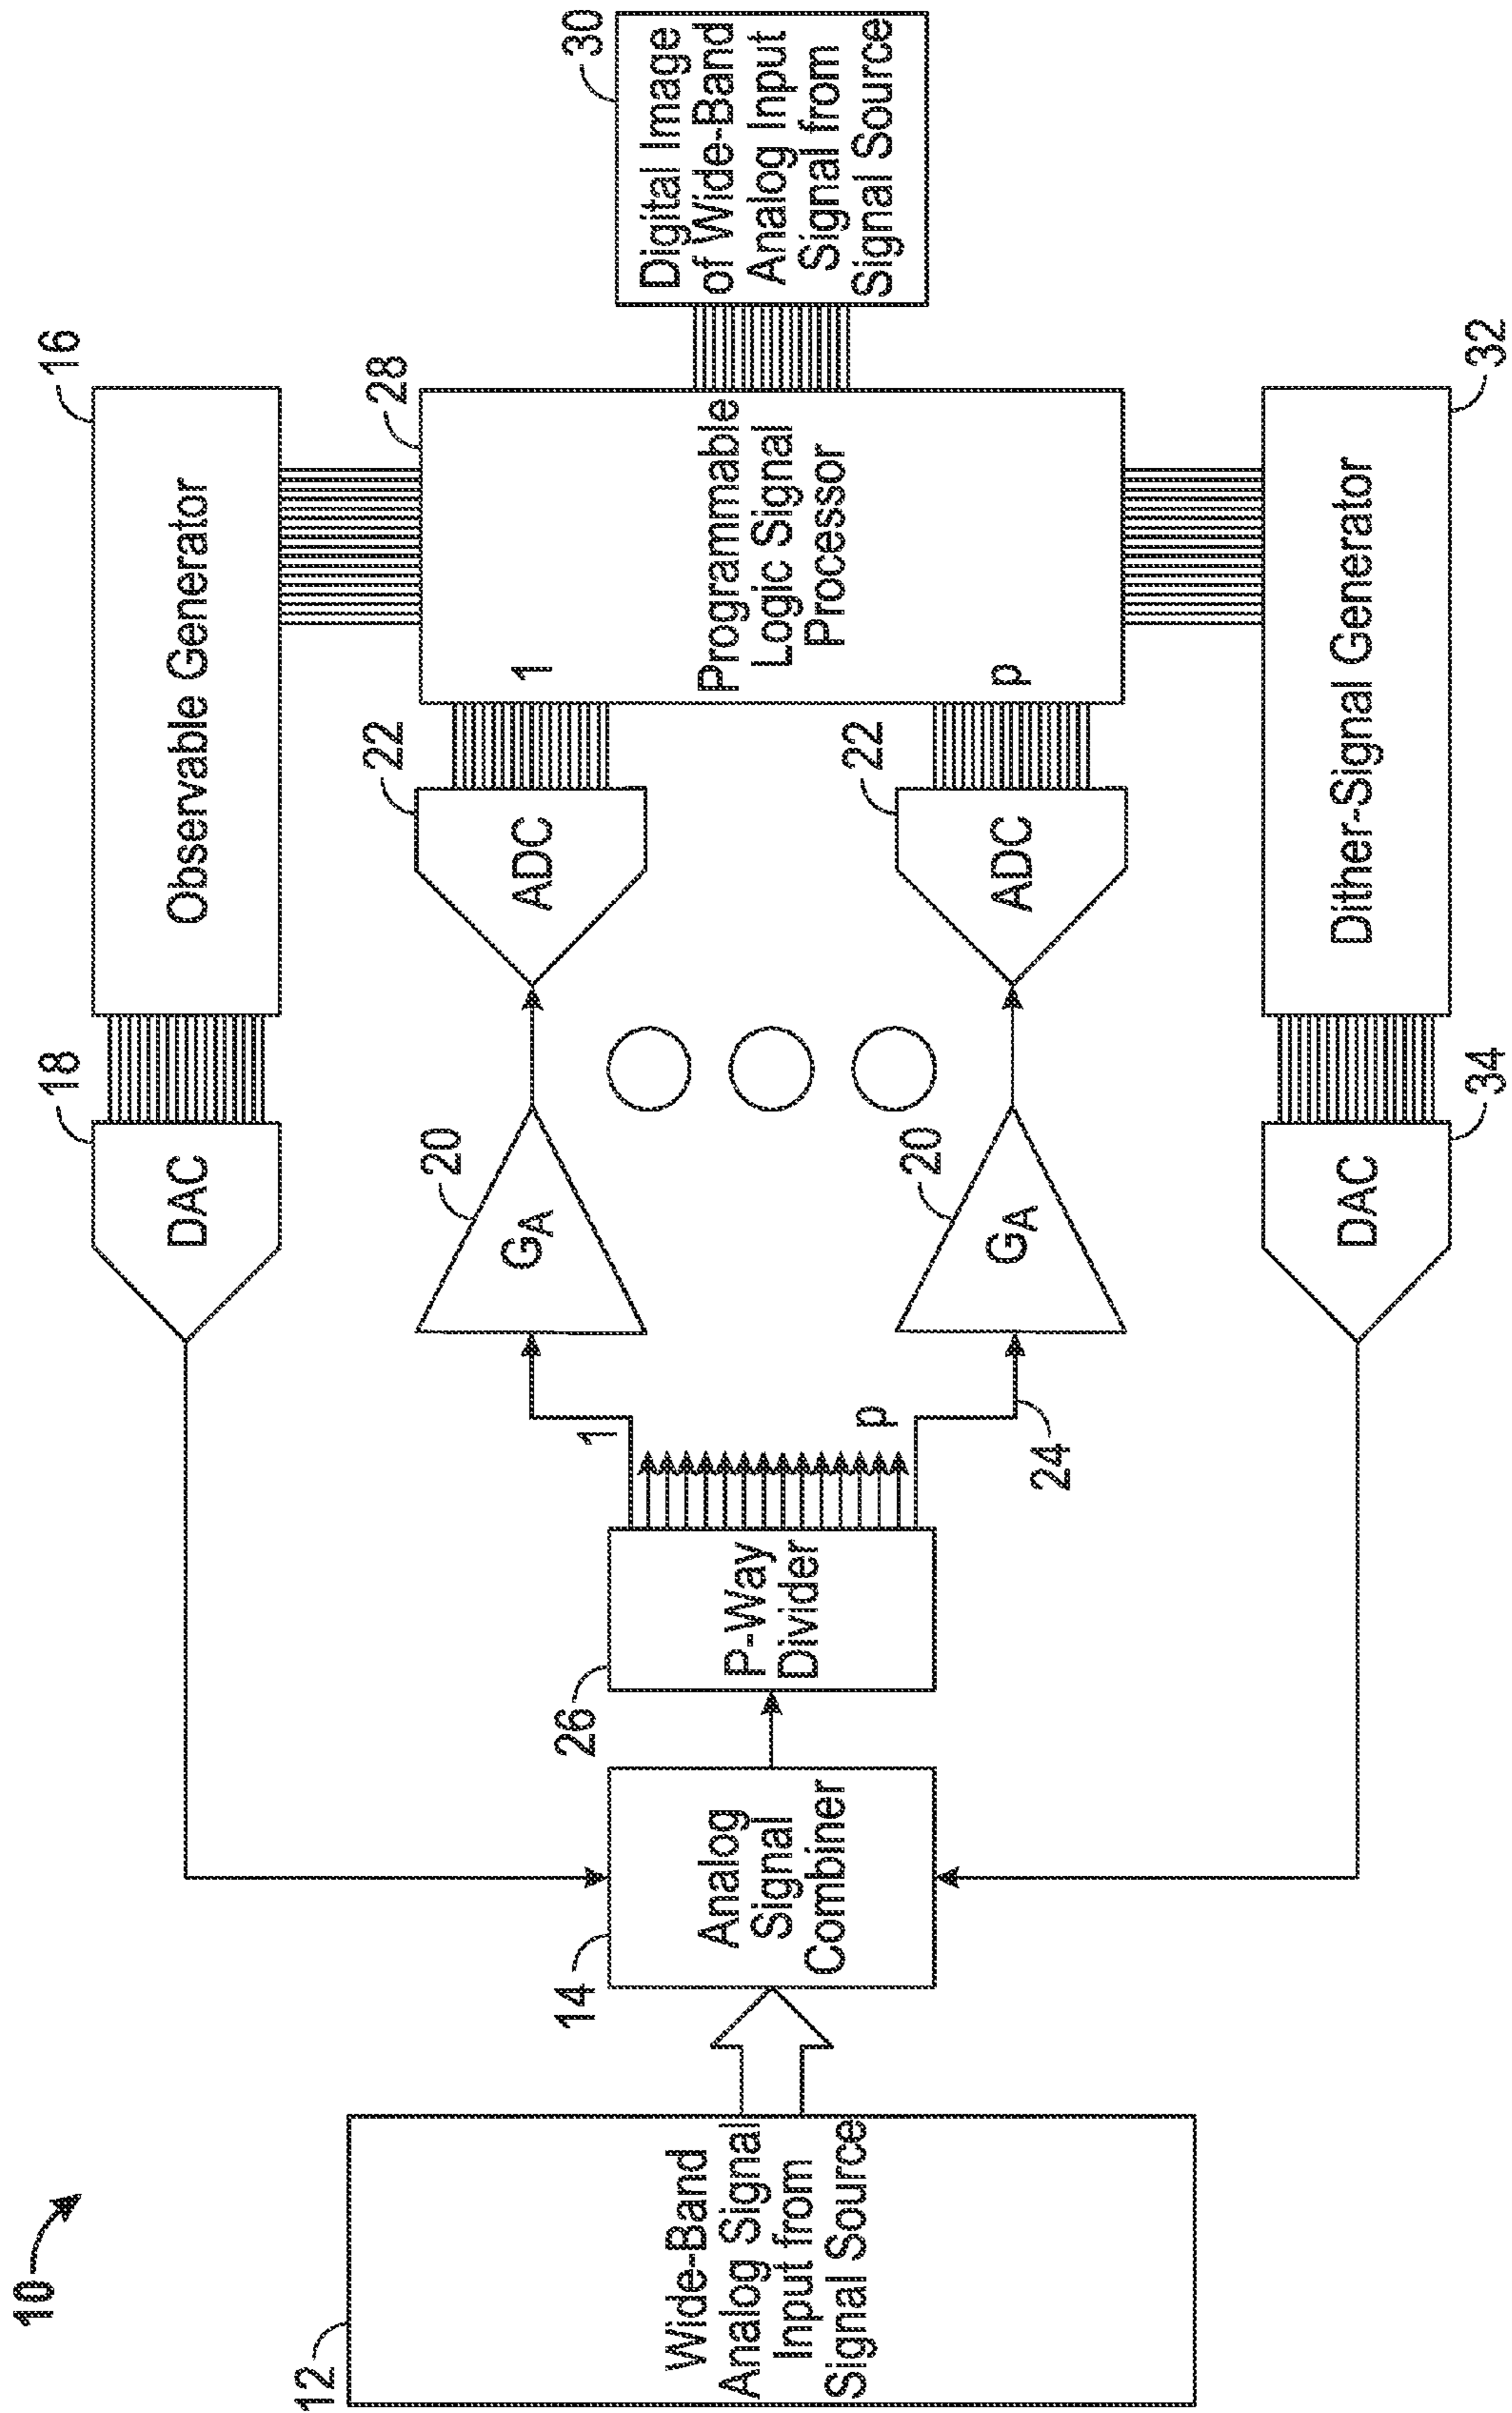 10
12
Wide-Band
Analog Signal
Input from
Signal Source
14
Analog
Signal
Combiner
26
P-Way
Divider
1
p
24
18
DAC
16
Observable Generator
20
GA
22
ADC
1
28
Programmable
Logic Signal
Processor
30
Digital Image
of Wide-Band
Analog Input
Signal from
Signal Source
20
GA
22
ADC
p
34
DAC
32
Dither-Signal Generator